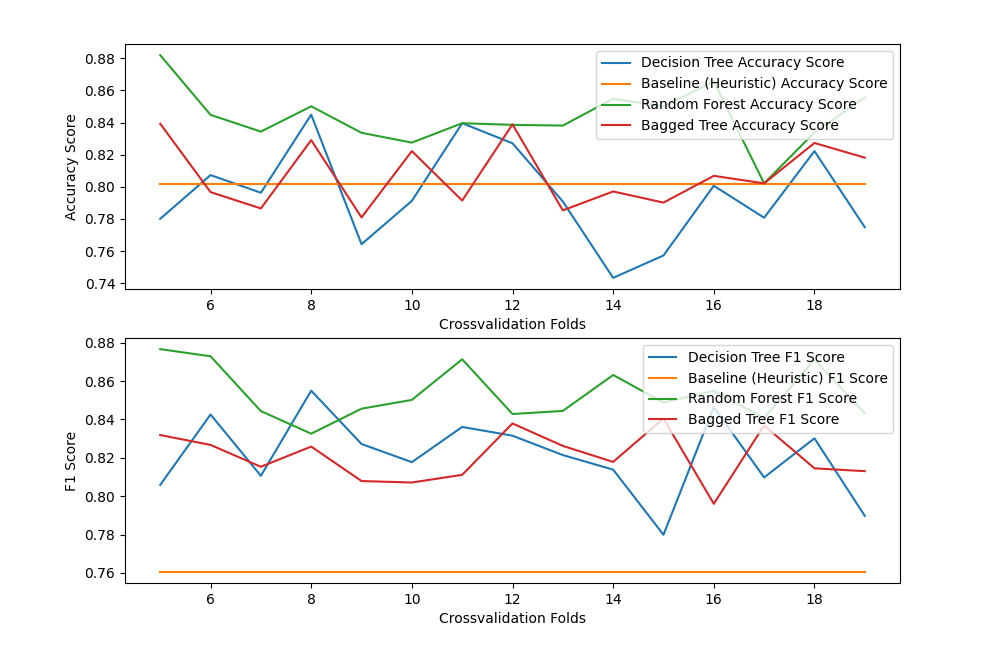 0.88
0.86
0.84
0.82
0.80
0.78
0.76
0.74
Accuracy Score
Decision Tree Accuracy Score
Baseline (Heuristic) Accuracy Score
Random Forest Accuracy Score
Bagged Tree Accuracy Score
6 8 10 12 14 16 18
Crossvalidation Folds
0.88
0.86
0.84
0.82
0.80
0.78
0.76
F1 Score
Decision Tree F1 Score
Baseline (Heuristic) F1 Score
Random Forest F1 Score
Bagged Tree F1 Score
6 8 10 12 14 16 18
Crossvalidation Folds